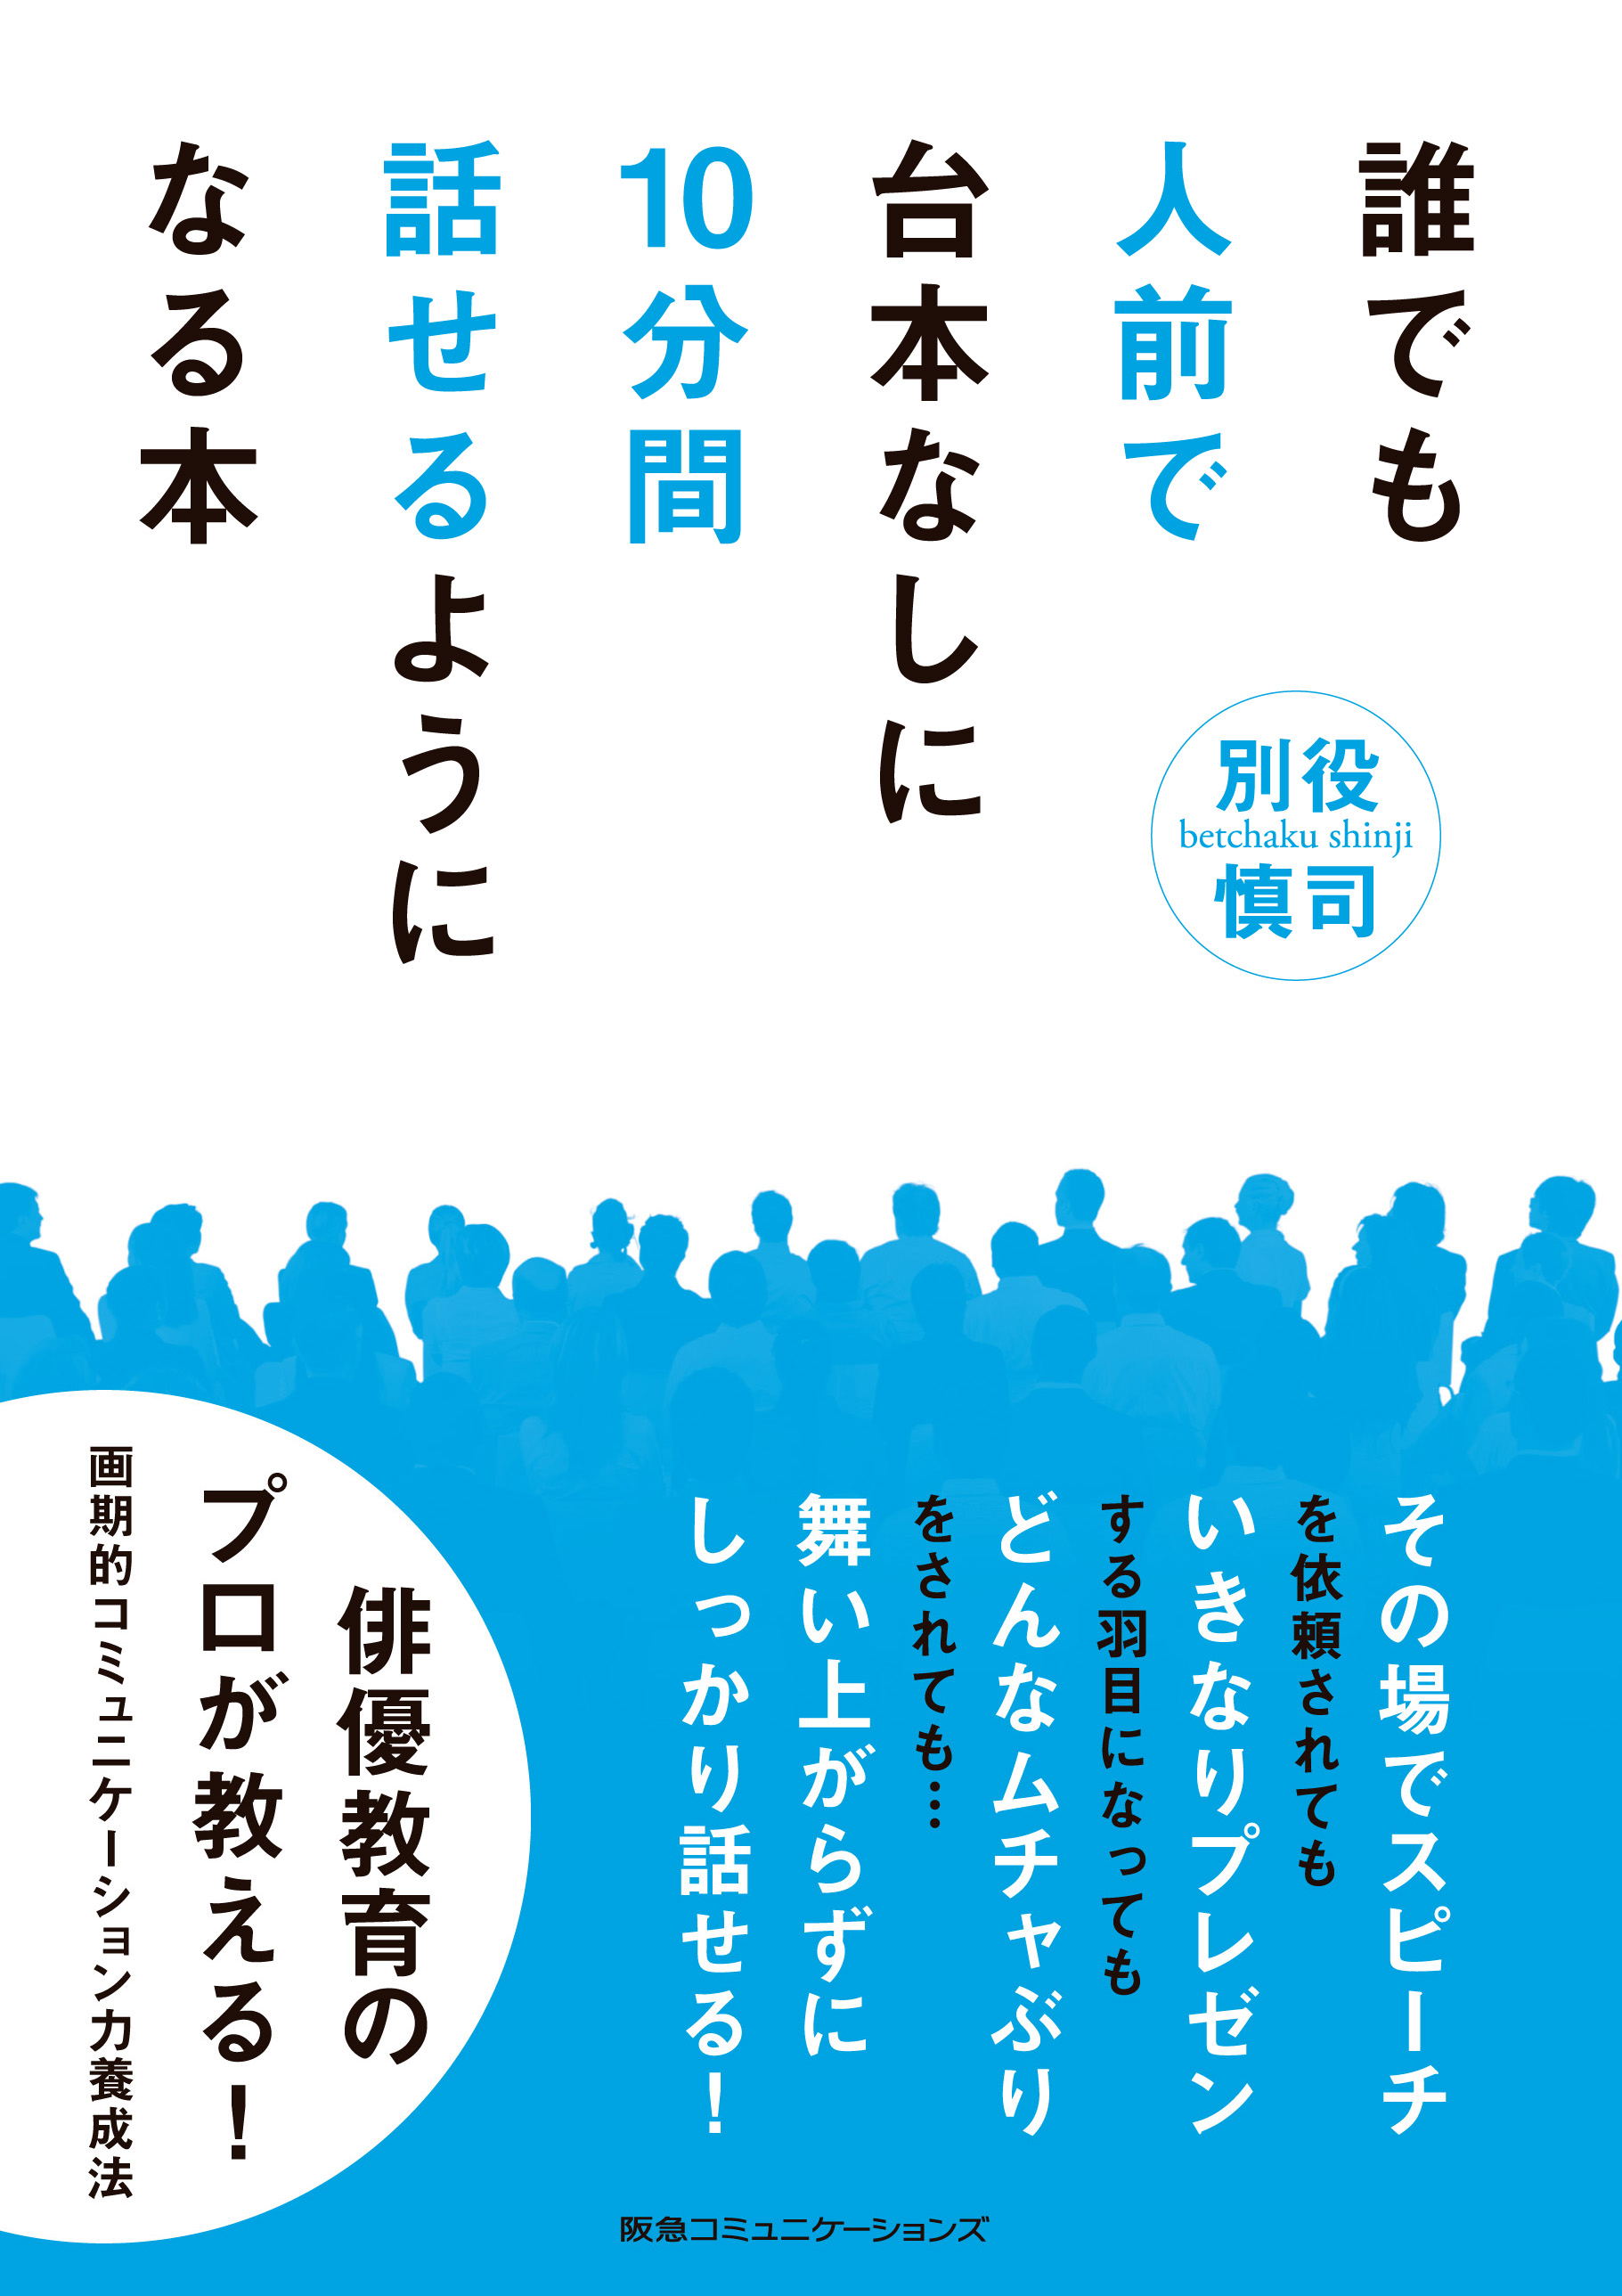 誰でも
人前で
台本なしに
10分間
話せるように
なる本
別役
betchaku shinji
慎司
その場でスピーチ
を依頼されても
いきなりプレゼン
する羽目になっても
どんなムチャぶり
をされても…
舞い上がらずに
しっかり話せる！
俳優教育の
プロが教える！
画期的コミュニケーション力養成法
阪急コミュニケーションズ